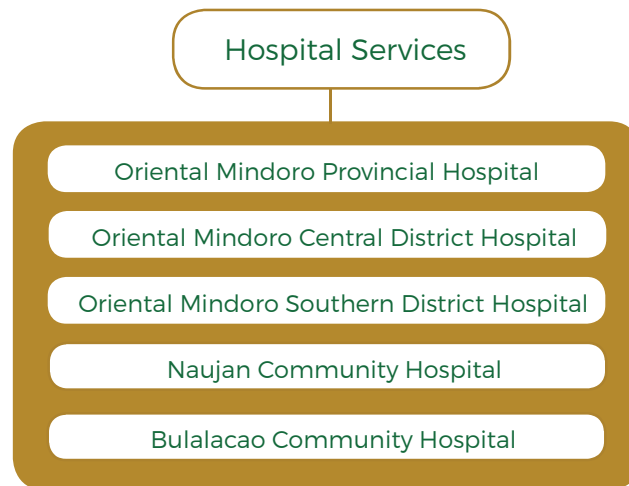 Hospital Services
Oriental Mindoro Provincial Hospital
Oriental Mindoro Central District Hospital
Oriental Mindoro Southern District Hospital
Naujan Community Hospital
Bulalacao Community Hospital